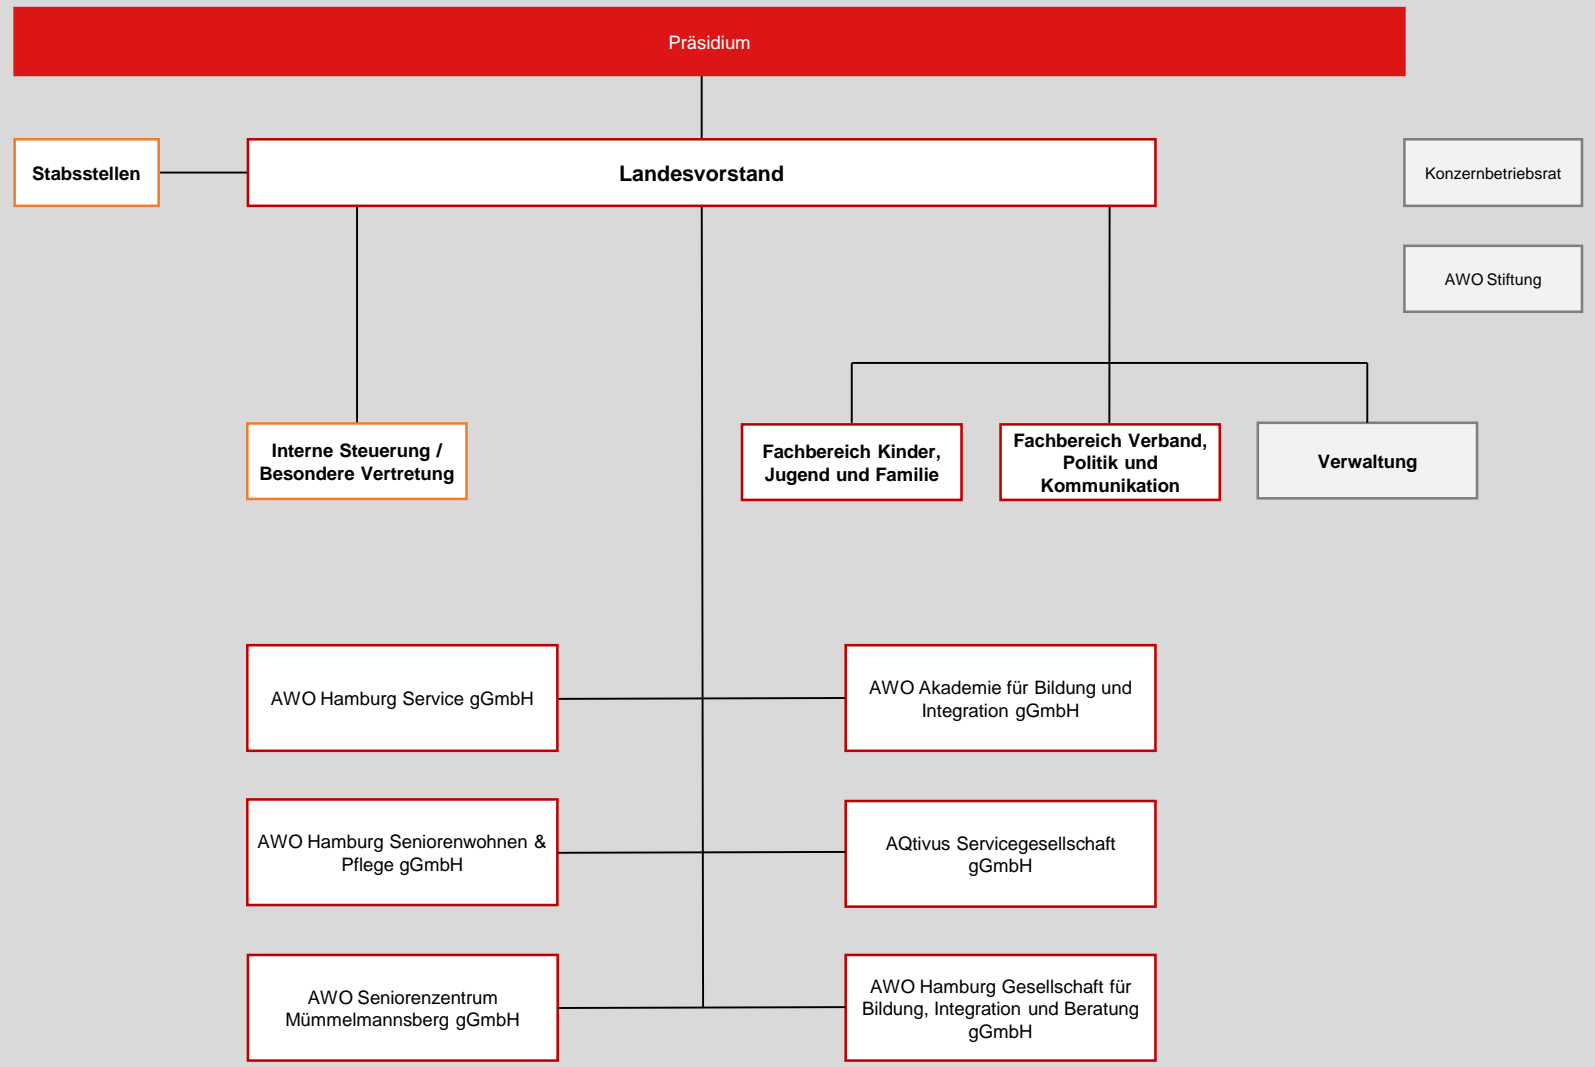 Präsidium
Stabsstellen
Landesvorstand
Konzernbetriebsrat
AWO Stiftung
Interne Steuerung /
Besondere Vertretung
Fachbereich Kinder,
Jugend und Familie
Fachbereich Verband,
Politik und
Kommunikation
Verwaltung
AWO Hamburg Service gGmbH
AWO Akademie für Bildung und
Integration gGmbH
AWO Hamburg Seniorenwohnen &
Pflege gGmbH
AQtivus Servicegesellschaft
gGmbH
AWO Seniorenzentrum
Mümmelmannsberg gGmbH
AWO Hamburg Gesellschaft für
Bildung, Integration und Beratung
gGmbH